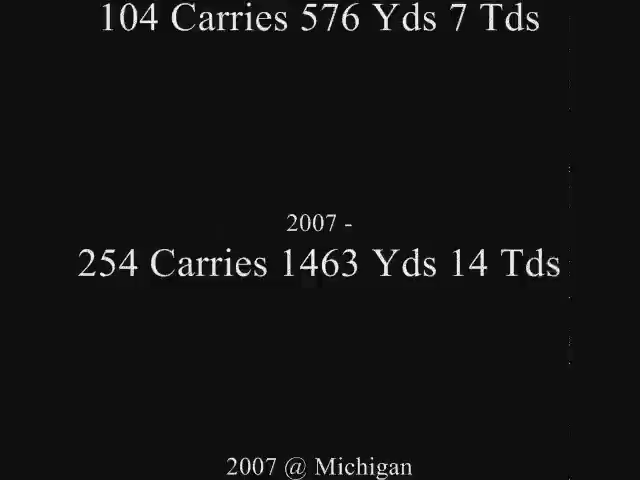 104 Carries 576 Yds 7 Tds
2007 -
254 Carries 1463 Yds 14 Tds
2007 @ Michigan